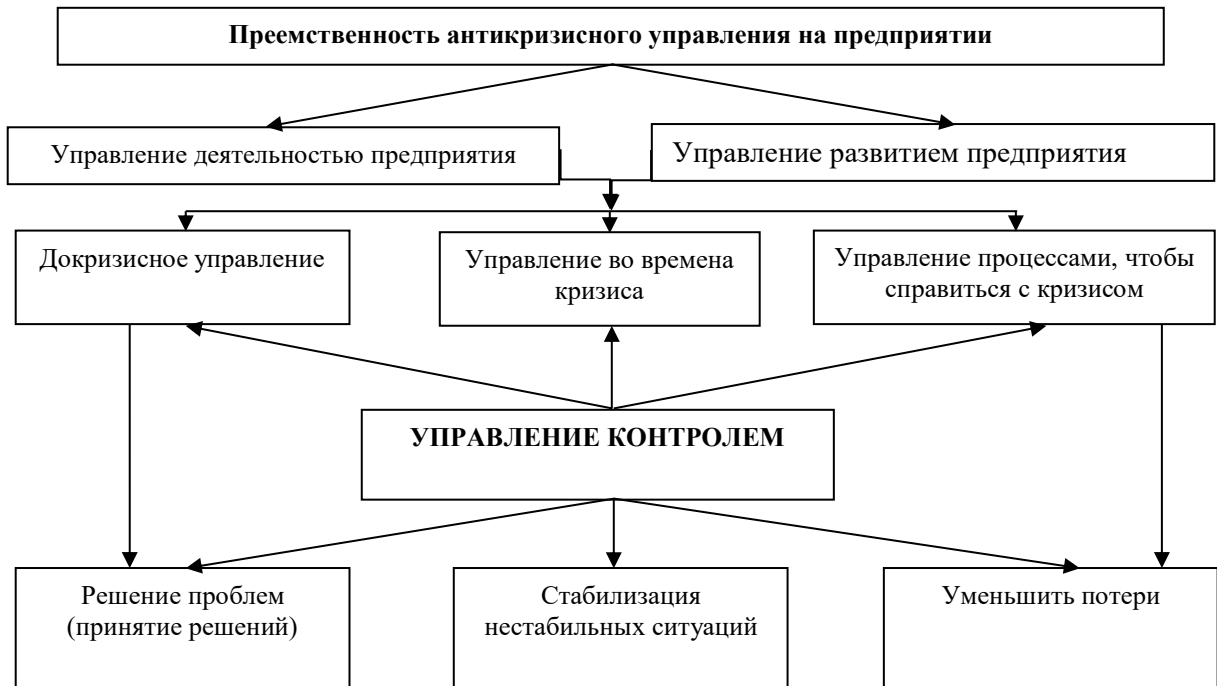 Преемственность антикризисного управления на предприятии
Управление деятельностью предприятия
Управление развитием предприятия
Докризисное управление
Управление во времена
кризиса
Управление процессами, чтобы
справиться с кризисом
УПРАВЛЕНИЕ КОНТРОЛЕМ
Решение проблем
(принятие решений)
Стабилизация
нестабильных ситуаций
Уменьшить потери